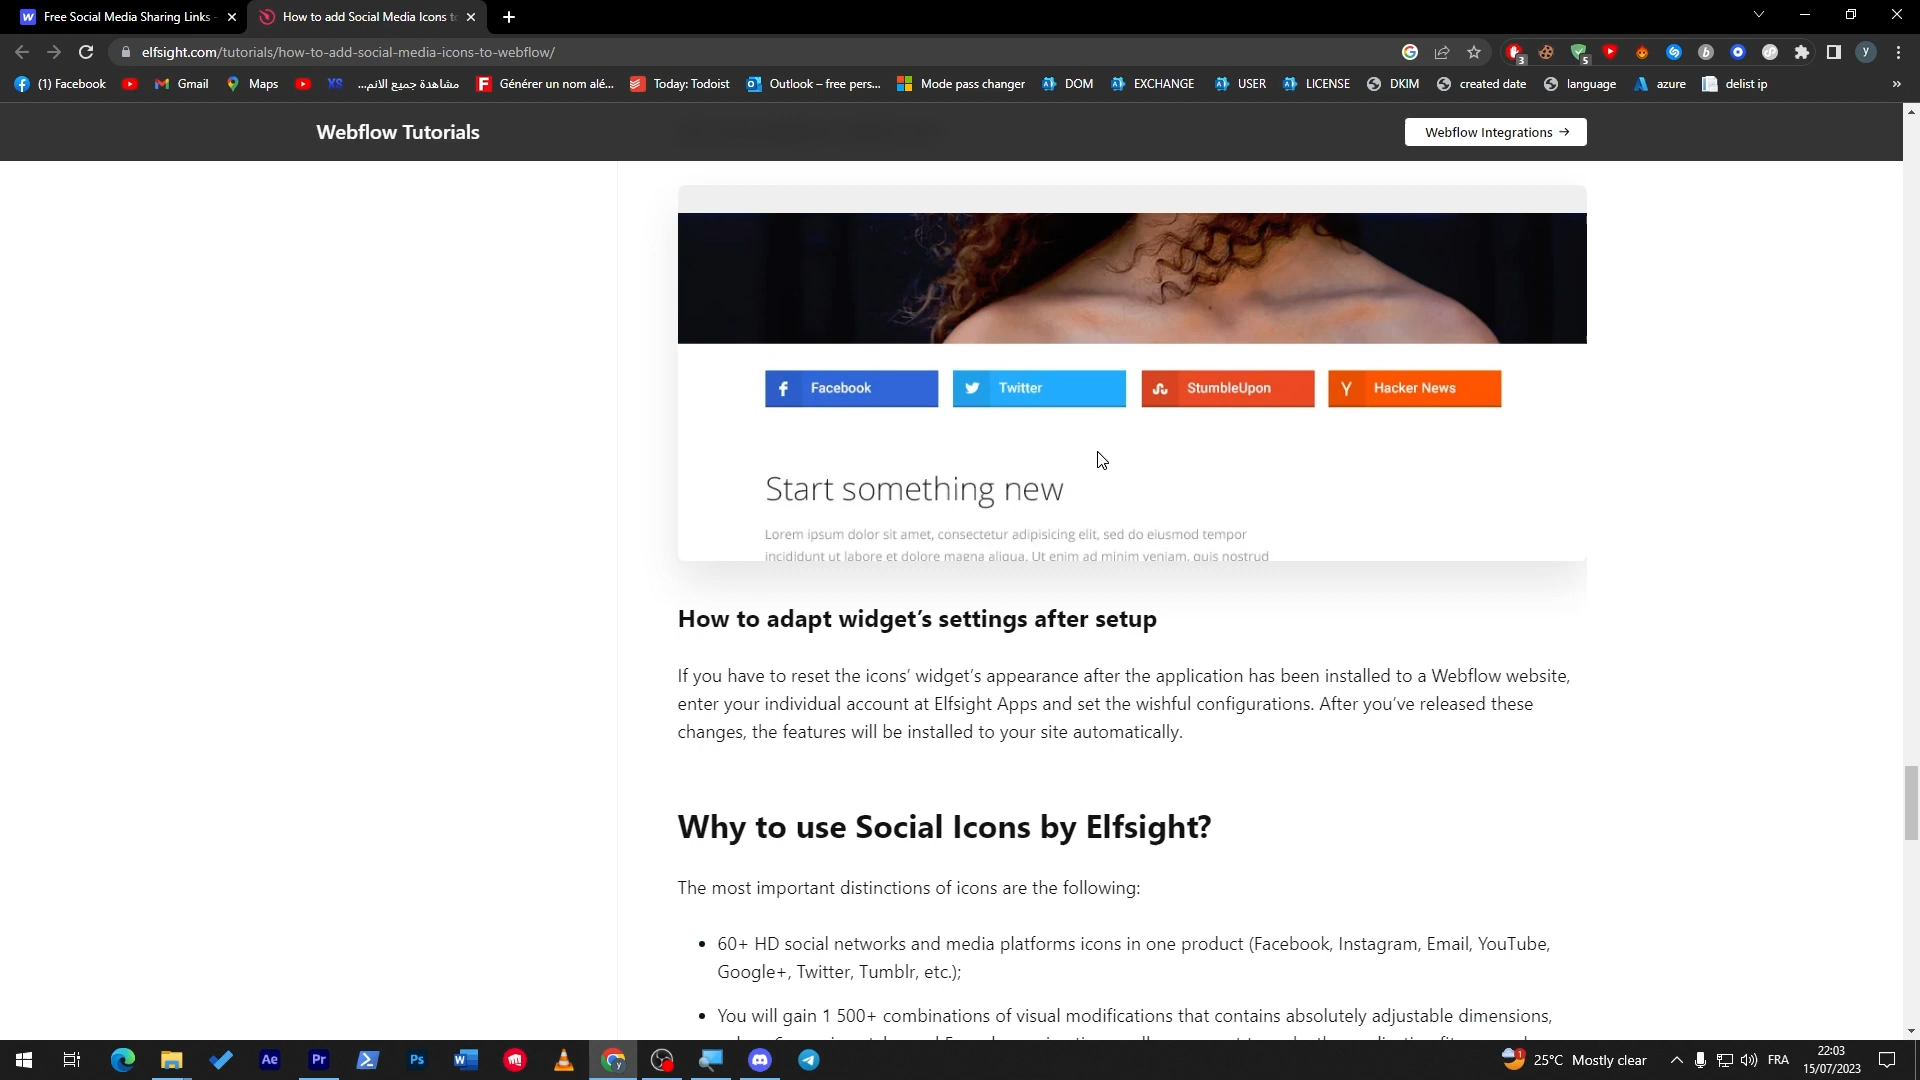 Free Social Media Sharing Links -
How to add Social Media Icons to
elfsight.com/tutorials/how-to-add-social-media-icons-to-webflow/
3
5
y
(1) Facebook
Gmail
Maps
XS
مشاهدة جميع الانم...
Générer un nom alé...
Today: Todoist
Outlook – free pers...
Mode pass changer
DOM
EXCHANGE
USER
LICENSE
DKIM
created date
language
azure
delist ip
»
Webflow Tutorials
Webflow Integrations →
Facebook
Twitter
StumbleUpon
Hacker News
Start something new
Lorem ipsum dolor sit amet, consectetur adipisicing elit, sed do eiusmod tempor
incididunt ut labore et dolore magna aliqua. Ut enim ad minim veniam, quis nostrud
How to adapt widget’s settings after setup
If you have to reset the icons’ widget’s appearance after the application has been installed to a Webflow website,
enter your individual account at Elfsight Apps and set the wishful configurations. After you’ve released these
changes, the features will be installed to your site automatically.
Why to use Social Icons by Elfsight?
The most important distinctions of icons are the following:
• 60+ HD social networks and media platforms icons in one product (Facebook, Instagram, Email, YouTube,
Google+, Twitter, Tumblr, etc.);
• You will gain 1 500+ combinations of visual modifications that contains absolutely adjustable dimensions,
Ae
Pr
Ps
1
25°C Mostly clear
FRA
22:03
15/07/2023